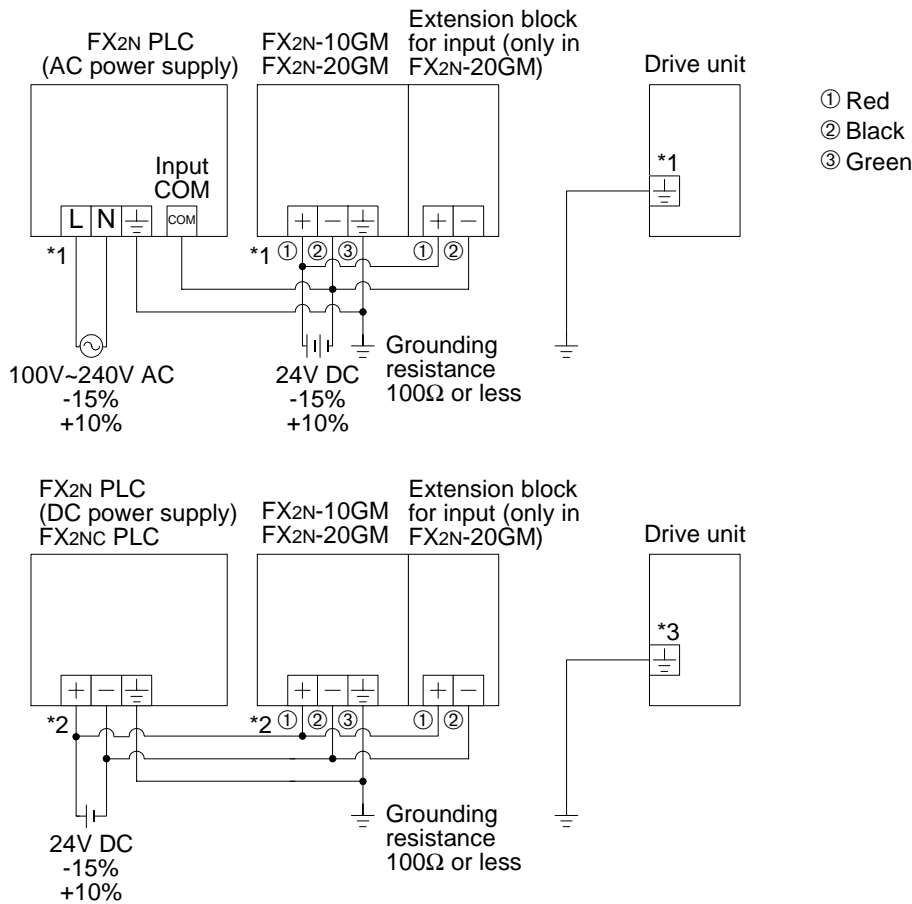 FX2N PLC
(AC power supply)
FX2N-10GM
FX2N-20GM
Extension block
for input (only in
FX2N-20GM)
Drive unit
① Red
② Black
③ Green
Input
COM
L N
COM
+ −
+ −
*1
*1 ① ② ③
① ②
*1
100V~240V AC
-15%
+10%
24V DC
-15%
+10%
Grounding
resistance
100Ω or less
FX2N PLC
(DC power supply)
FX2NC PLC
FX2N-10GM
FX2N-20GM
Extension block
for input (only in
FX2N-20GM)
Drive unit
*3
+ −
+ −
+ −
*2
*2 ① ② ③
① ②
24V DC
-15%
+10%
Grounding
resistance
100Ω or less